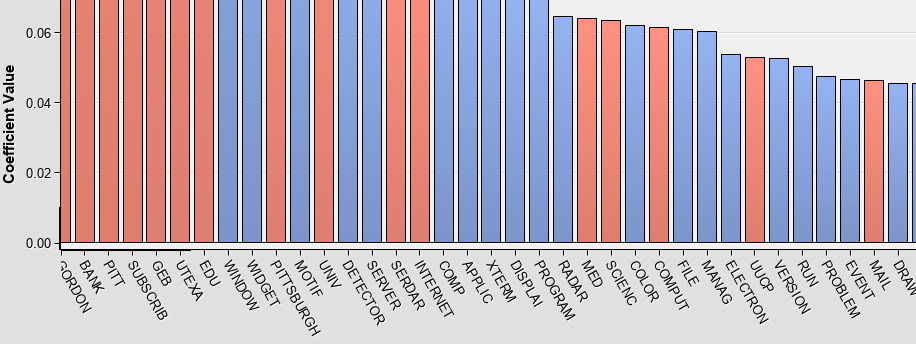 0.06
0.04
0.02
0.00
Coefficient Value
GORDON
BANK
PITT
SUBSCRIB
GEB
UTEXA
EDU
WINDOW
WIDGET
PITTSBURGH
MOTIF
UNIV
DETECTOR
SERVER
SERDAR
INTERNET
COMP
APPLIC
XTERM
DISPLAI
PROGRAM
RADAR
MED
SCIENC
COLOR
COMPUT
FILE
MANAG
ELECTRON
UUCP
VERSION
RUN
PROBLEM
EVENT
MAIL
DRAW